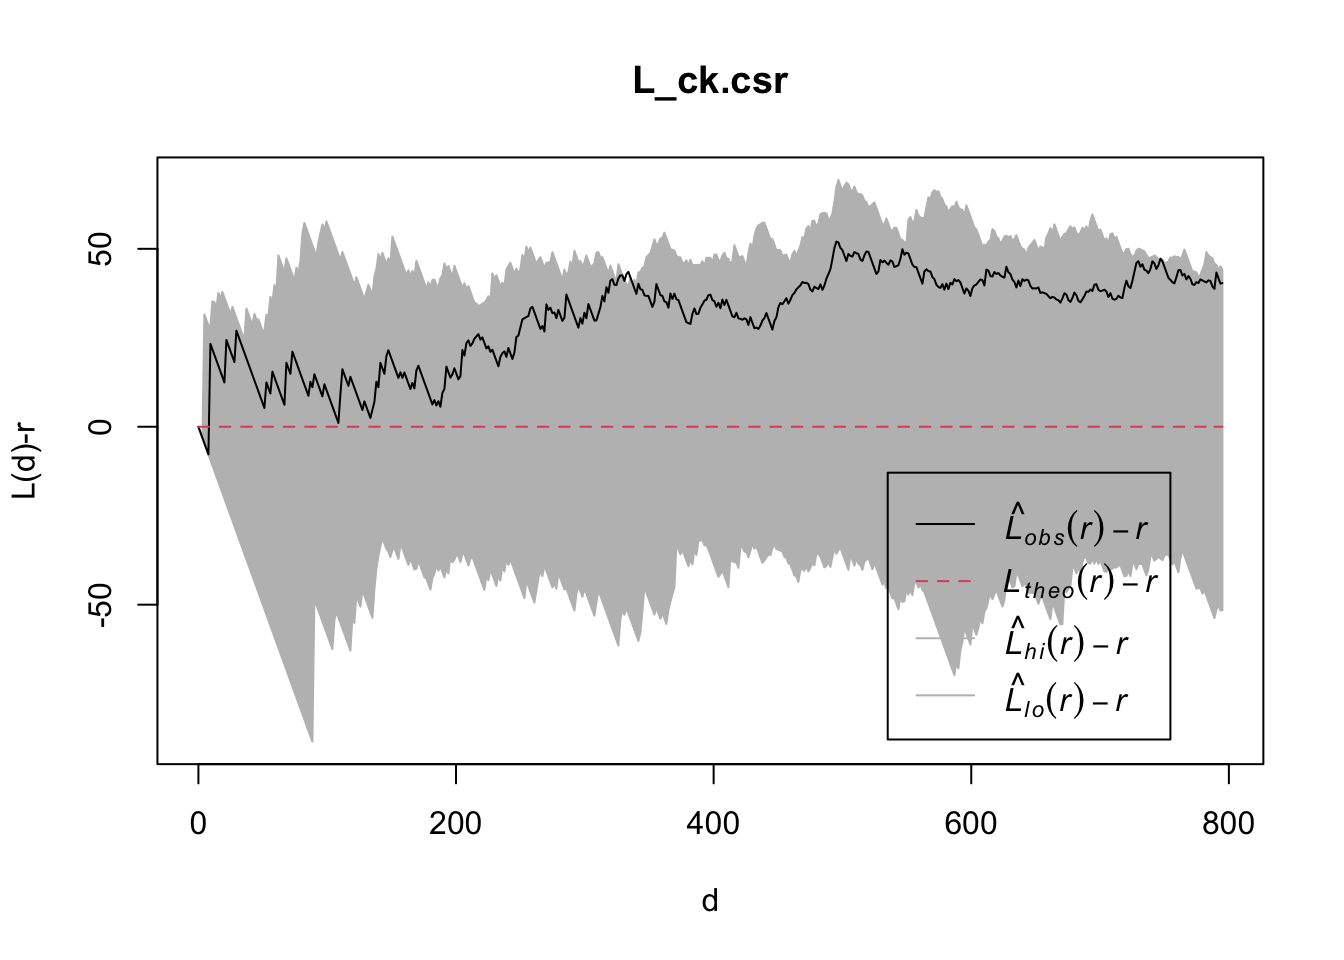 L_ck.csr
L(d)-r
50
0
-50
0 200 400 600 800
d
L̂obs(r) − r
Ltheo(r) − r
L̂hi(r) − r
L̂lo(r) − r